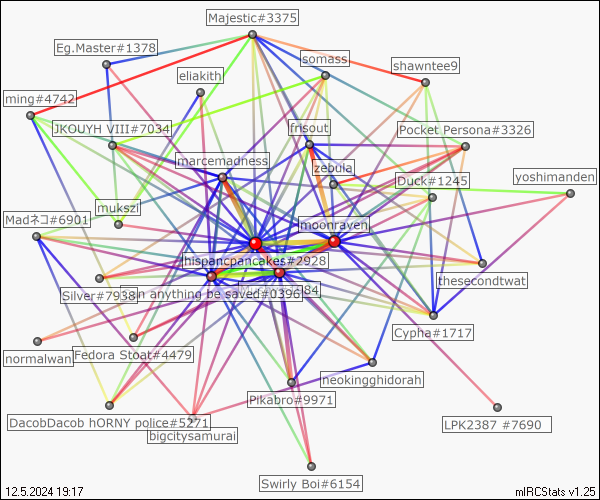 Majestic#3375
Eg.Master#1378
somass
shawntee9
eliakith
ming#4742
JKOUYH VIII#7034
frisout
Pocket Persona#3326
marcemadness
zebula
Duck#1245
yoshimanden
mukszi
Madネコ#6901
moonraven
hispancpancakes#2928
thesecondtwat
Silver#7938
in anything be saved#0396
84
Cypha#1717
normalwan
Fedora Stoat#4479
neokingghidorah
Pikabro#9971
DacobDacob hORNY police#5271
LPK2387 #7690
bigcitysamurai
Swirly Boi#6154
12.5.2024 19:17
mIRCStats v1.25